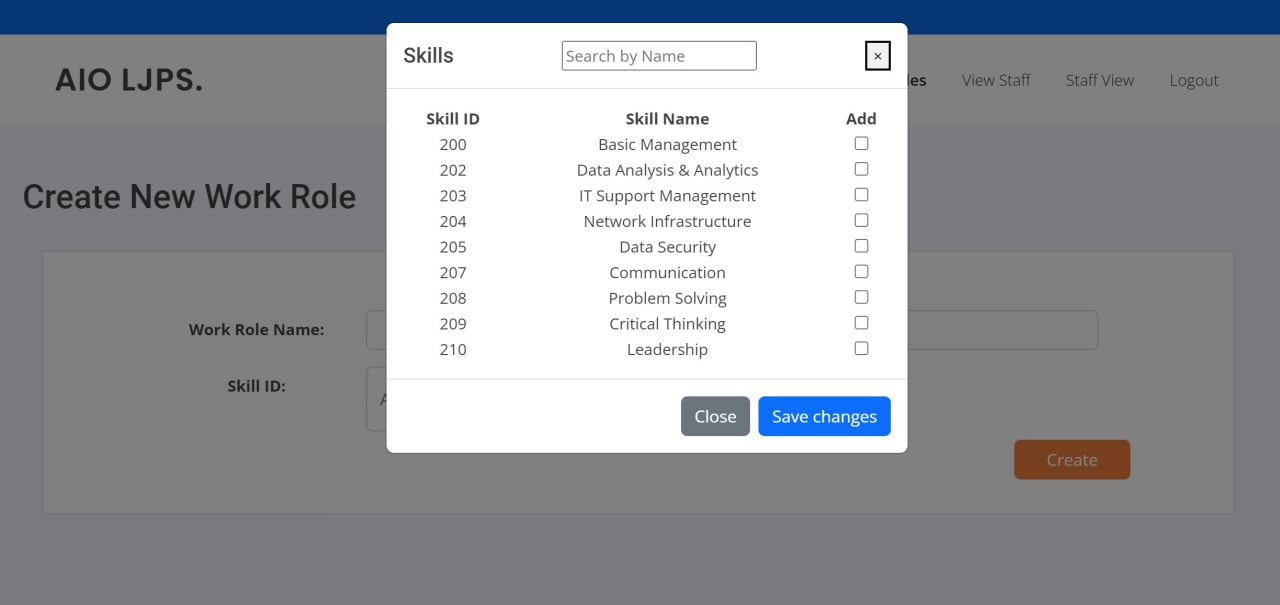 Skills
Search by Name
×
AIO LJPS.
les View Staff Staff View Logout
Skill ID Skill Name Add
200 Basic Management
202 Data Analysis & Analytics
203 IT Support Management
204 Network Infrastructure
205 Data Security
207 Communication
208 Problem Solving
209 Critical Thinking
210 Leadership
Close Save changes
Create New Work Role
Work Role Name:
Skill ID:
Create